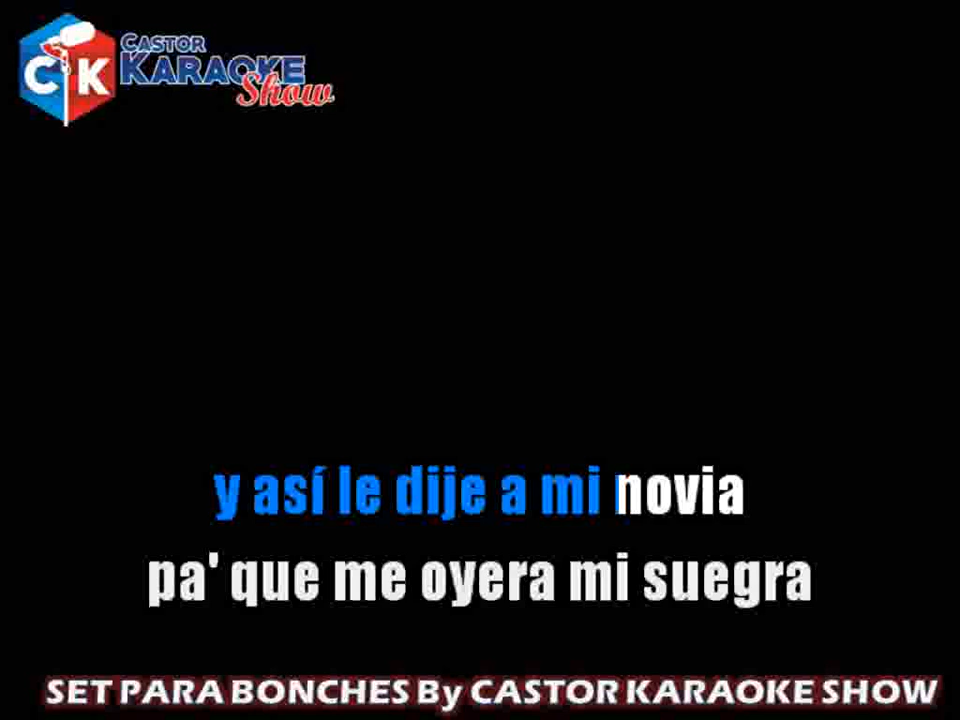 CASTOR
CK KARAOKE
Show
y así le dije a mi novia
pa' que me oyera mi suegra
SET PARA BONCHES By CASTOR KARAOKE SHOW